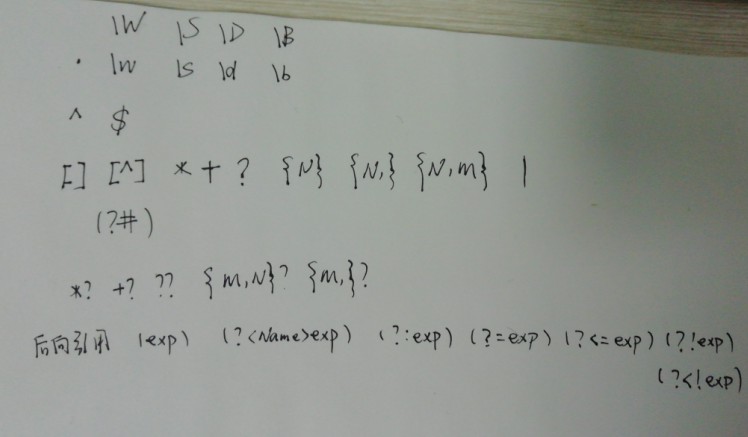 \W \S \D \B
. \w \s \d \b
^ $
[] [^] * + ? {N} {N,} {N,m} |
(?#)
*? +? ?? {m,N}? {m,}?
后向引用 (exp) (?<Name>exp) (?:exp) (?=exp) (?<=exp) (?!exp)
(?<!exp)